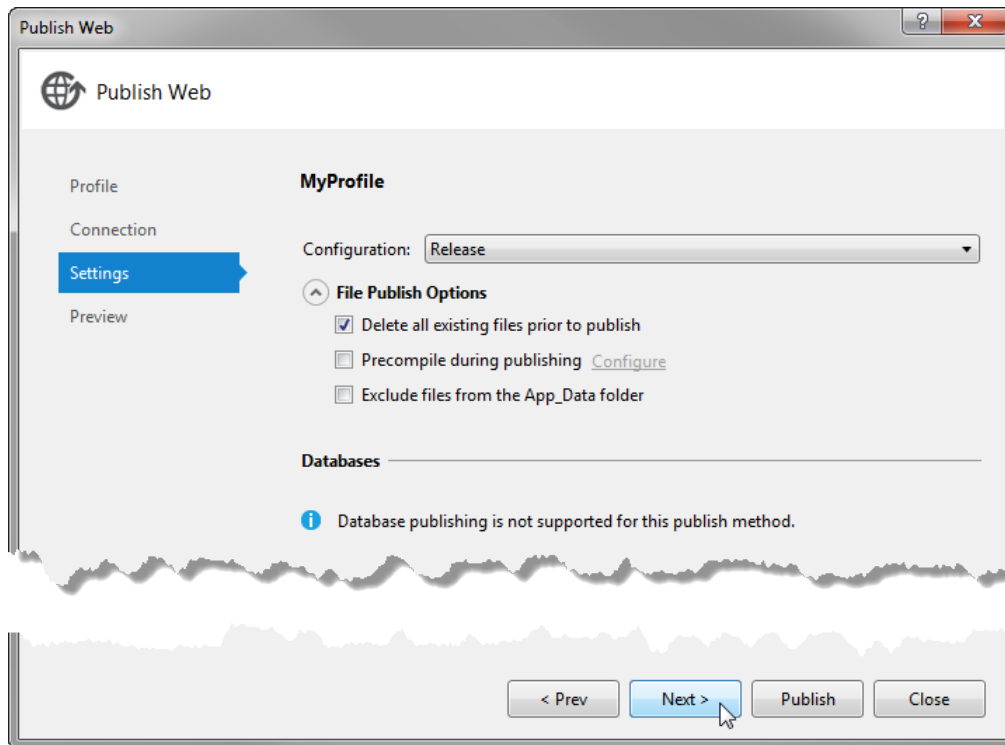 Publish Web
Publish Web
Profile
Connection
Settings
Preview
MyProfile
Configuration: Release
File Publish Options
Delete all existing files prior to publish
Precompile during publishing Configure
Exclude files from the App_Data folder
Databases
Database publishing is not supported for this publish method.
< Prev
Next >
Publish
Close